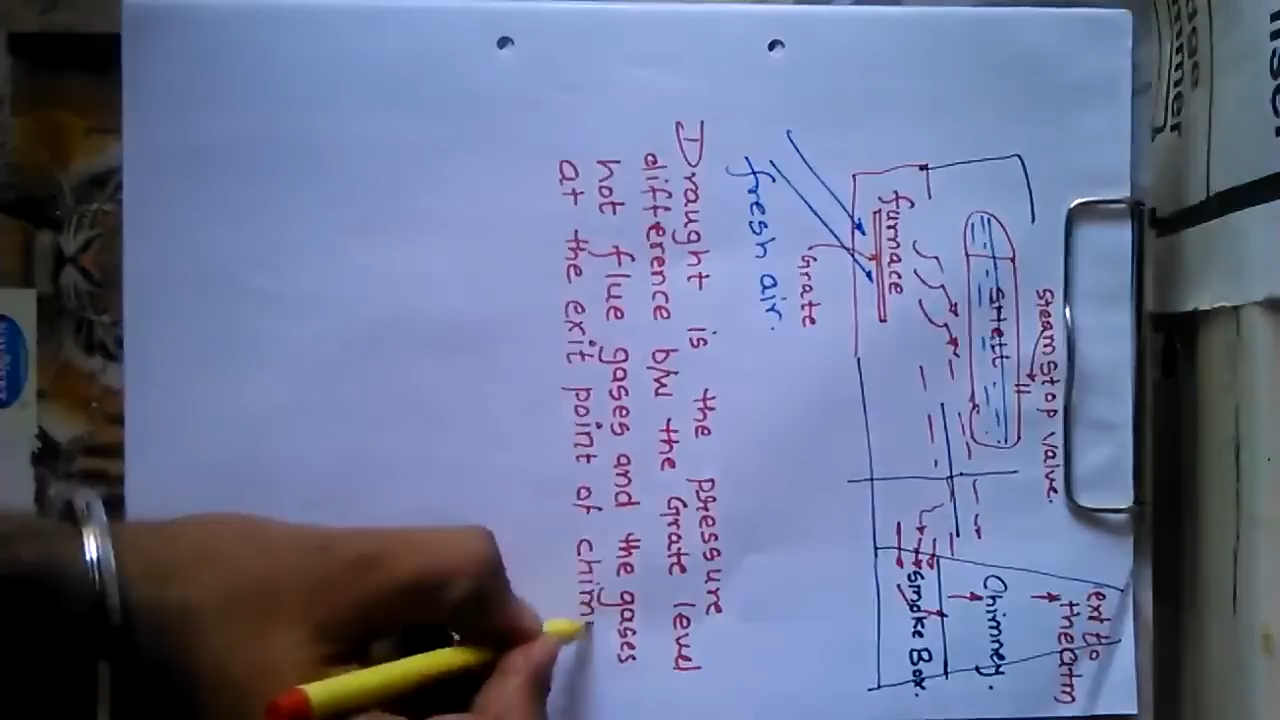 Steam Stop valve.
ext to
the atm
Shell
Chimney.
furnace
Smoke Box.
Grate
fresh air.
Draught is the pressure
difference b/w the Grate level
hot flue gases and the gases
at the exit point of chim